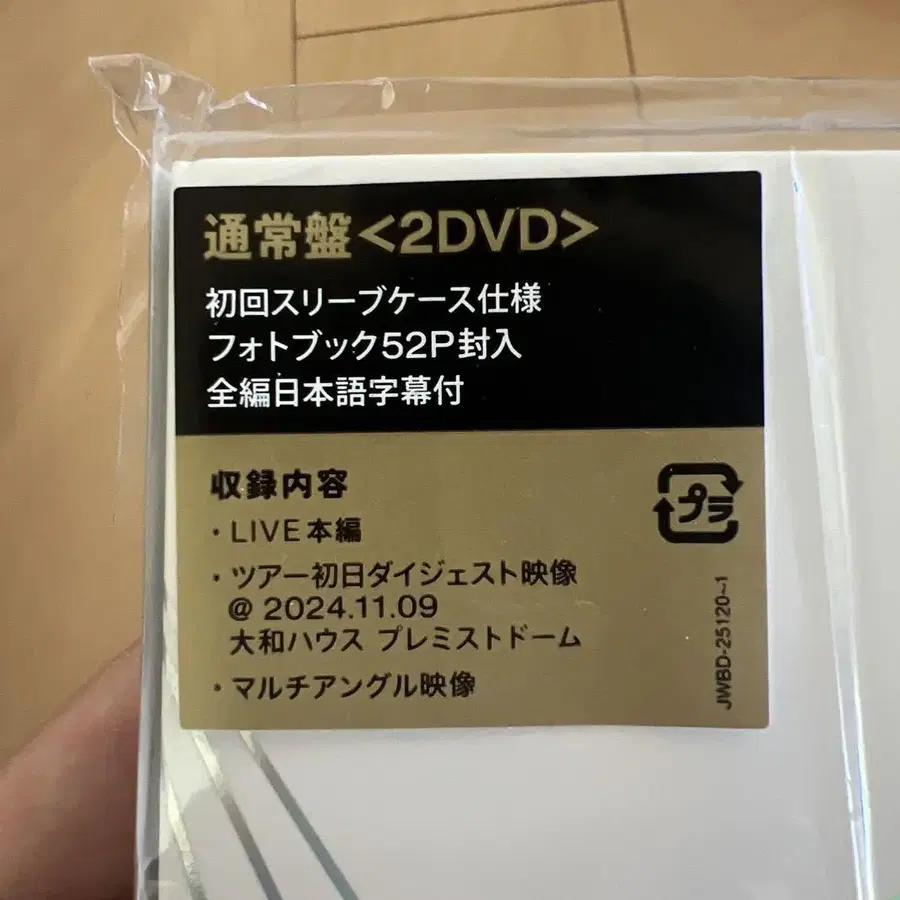 通常盤<2DVD>
初回スリーブケース仕様
フォトブック52P封入
全編日本語字幕付
収録内容
・LIVE本編
・ツアー初日ダイジェスト映像
@ 2024.11.09
大和ハウス プレミストドーム
・マルチアングル映像
プラ
JWBD-25120~1